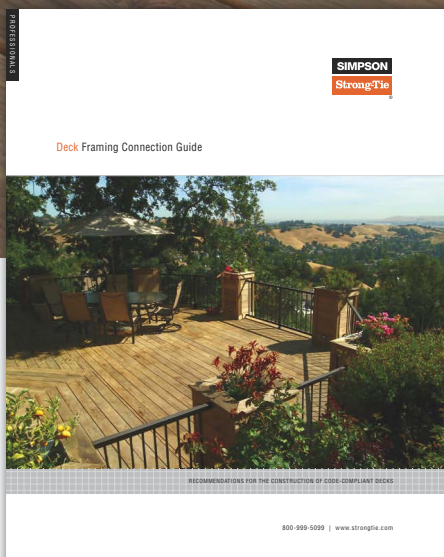 PROFESSIONALS
SIMPSON
Strong-Tie
®
Deck Framing Connection Guide
RECOMMENDATIONS FOR THE CONSTRUCTION OF CODE-COMPLIANT DECKS
800-999-5099 | www.strongtie.com